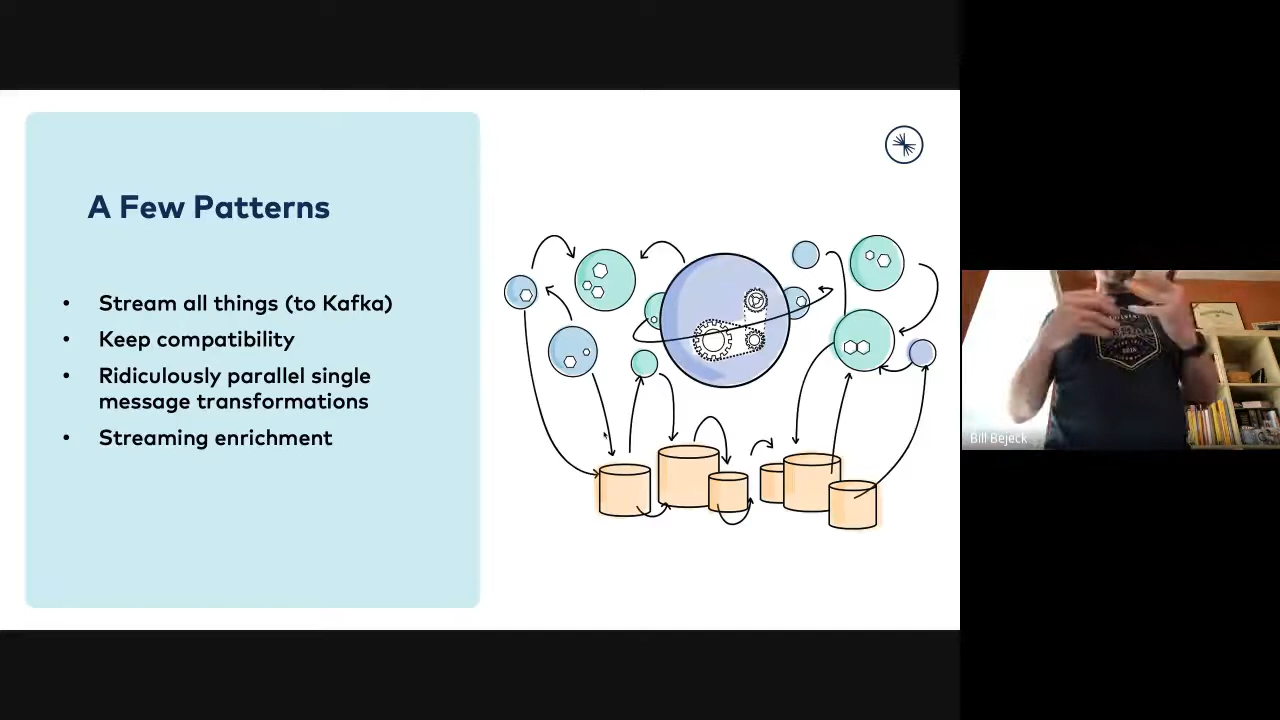 A Few Patterns
• Stream all things (to Kafka)
• Keep compatibility
• Ridiculously parallel single
message transformations
• Streaming enrichment
Bill Bejeck